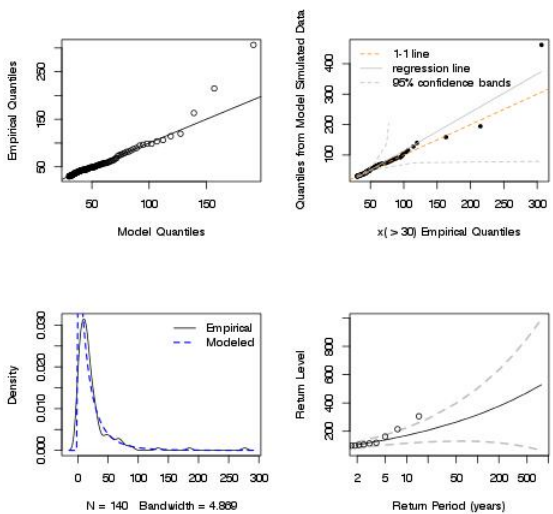 Empirical Quantiles
50
150
250
50
100
150
Model Quantiles
Quantiles from Model Simulated Data
100
200
300
400
1-1 line
regression line
95% confidence bands
50
100
150
200
250
300
x( > 30) Empirical Quantiles
Density
0.000
0.010
0.020
0.030
Empirical
Modeled
0
50
100
150
200
250
300
N = 140 Bandwidth = 4.869
Return Level
200
400
600
800
2
5
10
50
200
500
Return Period (years)